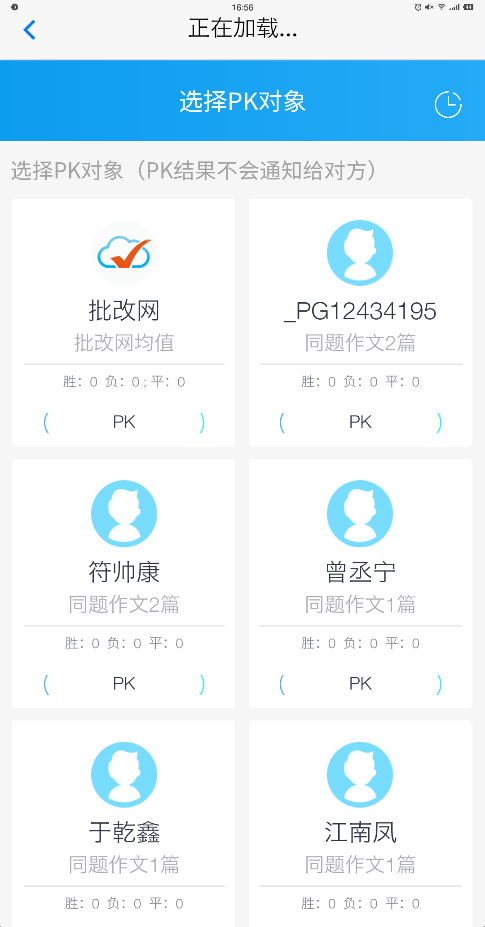 16:56
正在加载...
选择PK对象
选择PK对象（PK结果不会通知给对方）
批改网
批改网均值
胜：0 负：0 ; 平：0
PK
_PG12434195
同题作文2篇
胜：0 负：0 平：0
PK
符帅康
同题作文2篇
胜：0 负：0 平：0
PK
曾丞宁
同题作文1篇
胜：0 负：0 平：0
PK
于乾鑫
同题作文1篇
胜：0 负：0 平：0
江南凤
同题作文1篇
胜：0 负：0 平：0